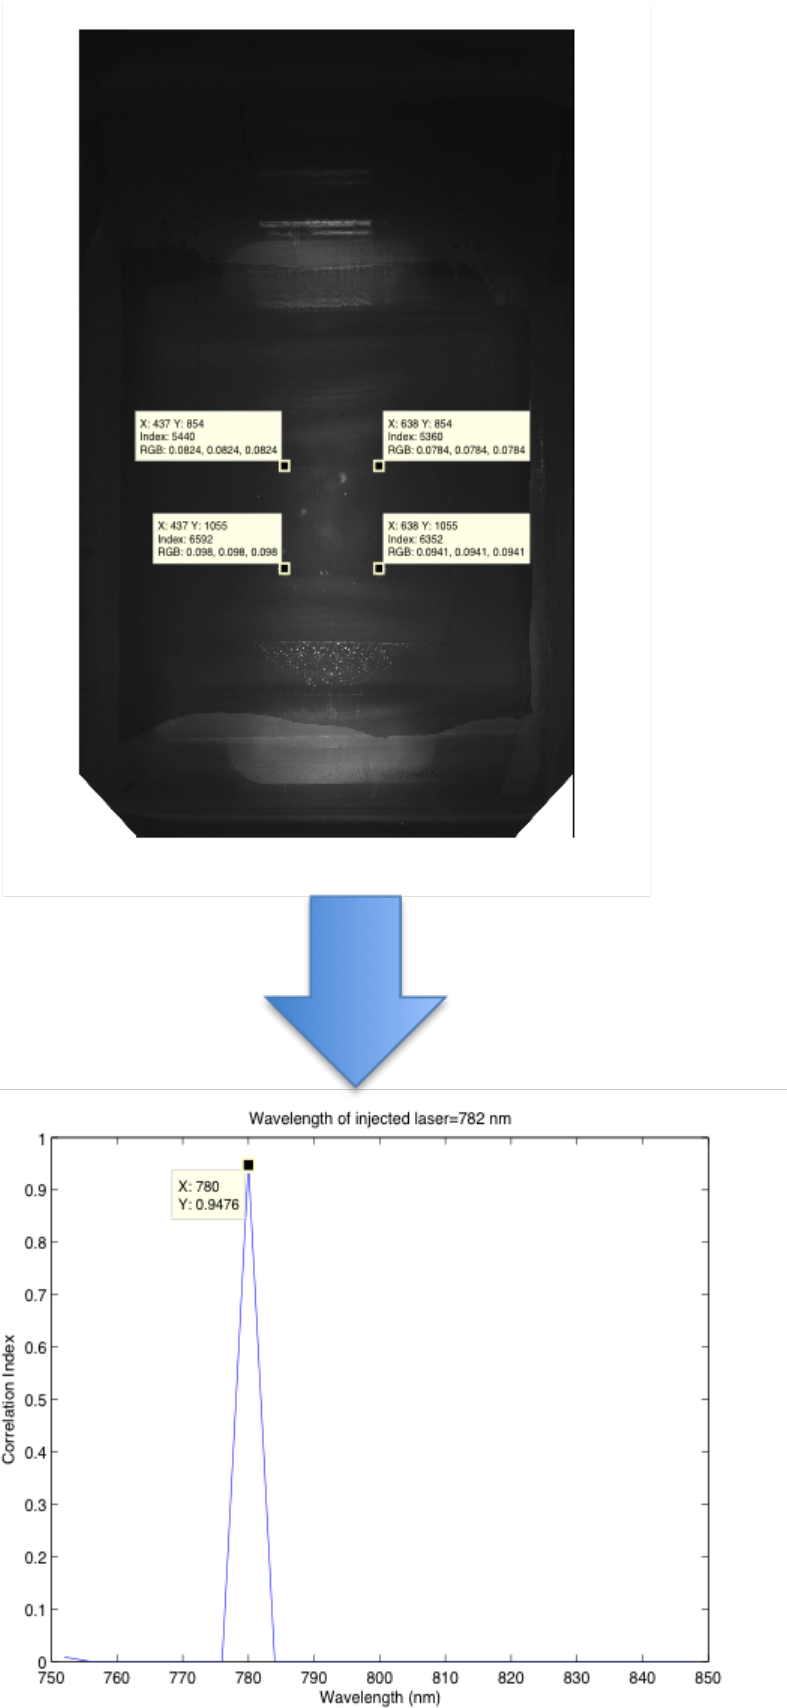 X: 437 Y: 854
Index: 5440
RGB: 0.0824, 0.0824, 0.0824
X: 638 Y: 854
Index: 5360
RGB: 0.0784, 0.0784, 0.0784
X: 437 Y: 1055
Index: 6592
RGB: 0.098, 0.098, 0.098
X: 638 Y: 1055
Index: 6352
RGB: 0.0941, 0.0941, 0.0941
Wavelength of injected laser=782 nm
1
X: 780
Y: 0.9476
0.9
0.8
0.7
0.6
0.5
0.4
0.3
0.2
0.1
0
Correlation Index
750 760 770 780 790 800 810 820 830 840 850
Wavelength (nm)